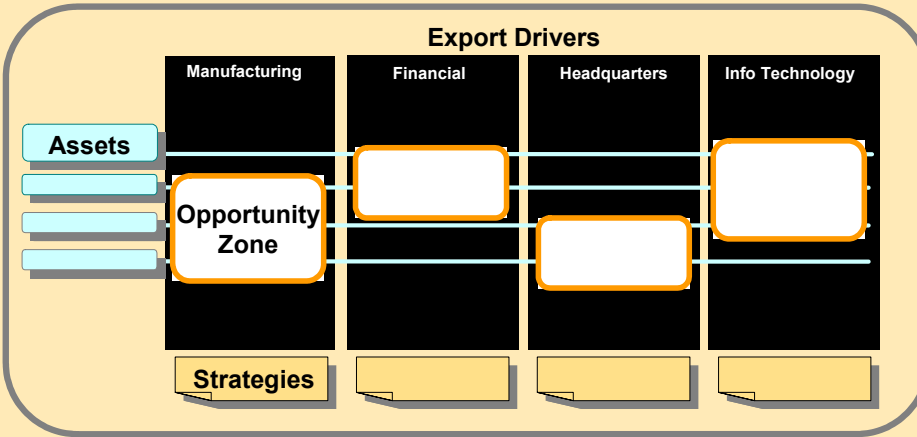 Export Drivers
Manufacturing
Financial
Headquarters
Info Technology
Assets
Opportunity
Zone
Strategies